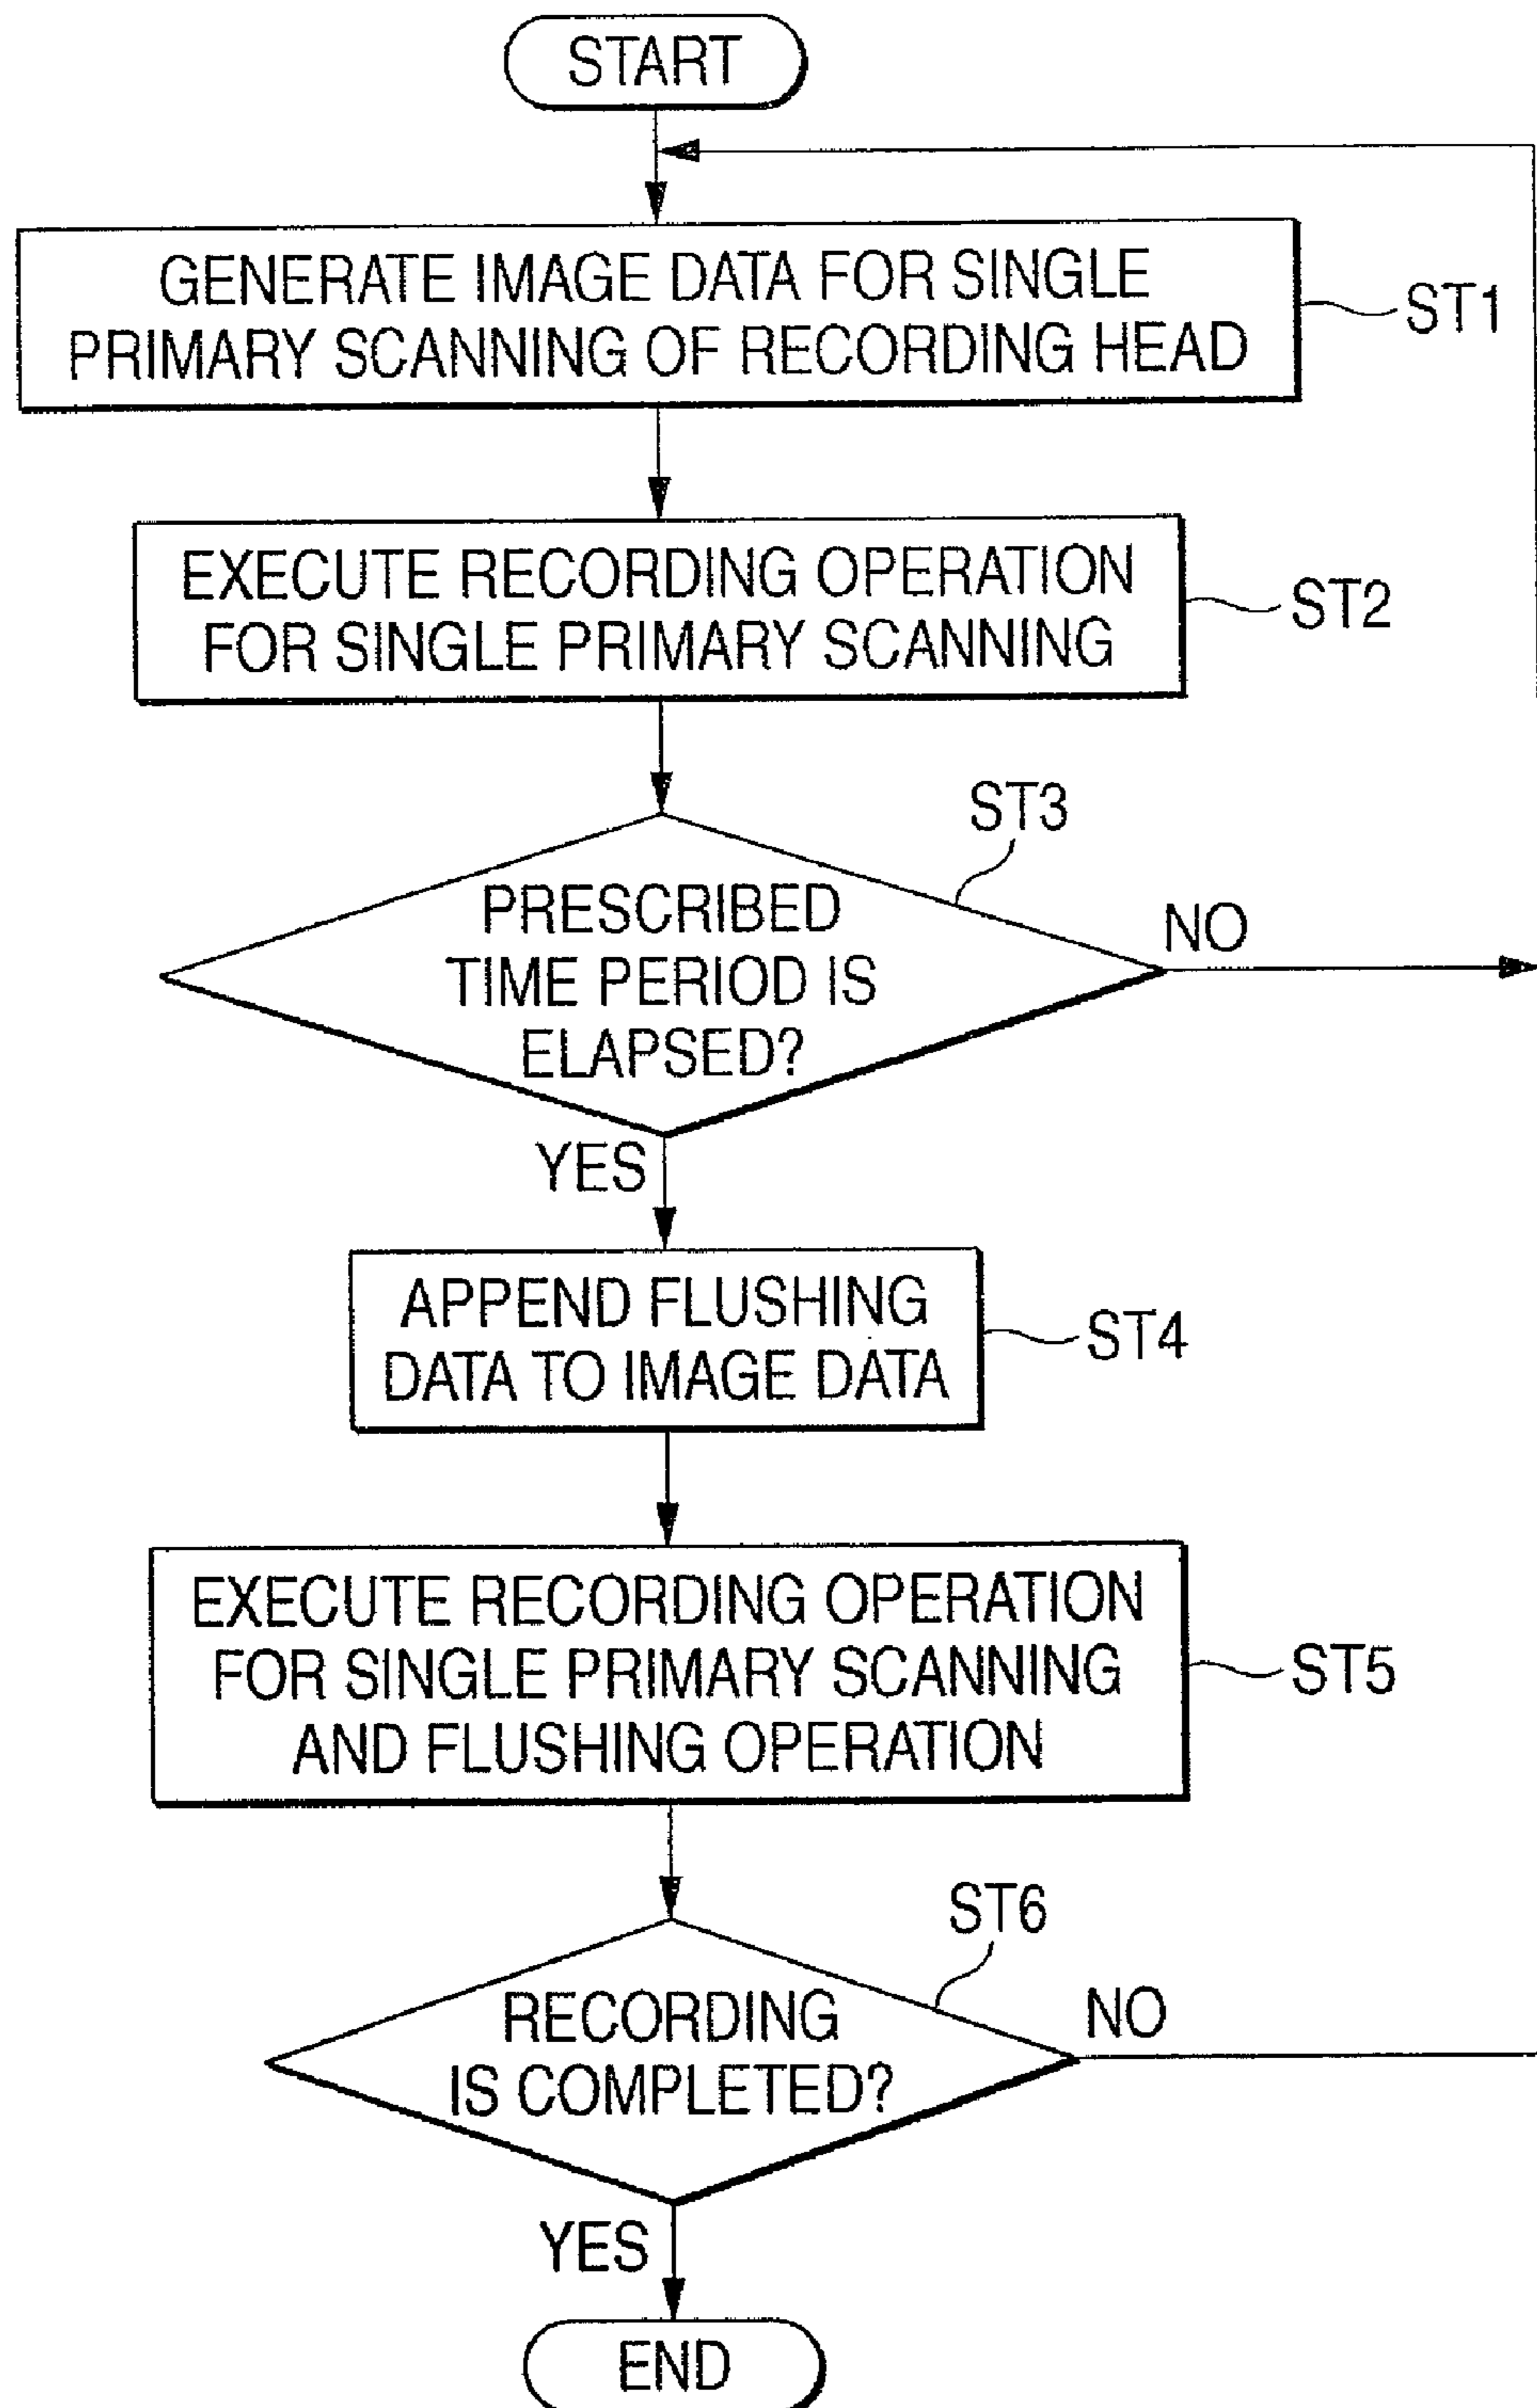 START
GENERATE IMAGE DATA FOR SINGLE
PRIMARY SCANNING OF RECORDING HEAD
ST1
EXECUTE RECORDING OPERATION
FOR SINGLE PRIMARY SCANNING
ST2
ST3
PRESCRIBED
TIME PERIOD IS
ELAPSED?
NO
YES
APPEND FLUSHING
DATA TO IMAGE DATA
ST4
EXECUTE RECORDING OPERATION
FOR SINGLE PRIMARY SCANNING
AND FLUSHING OPERATION
ST5
ST6
RECORDING
IS COMPLETED?
NO
YES
END